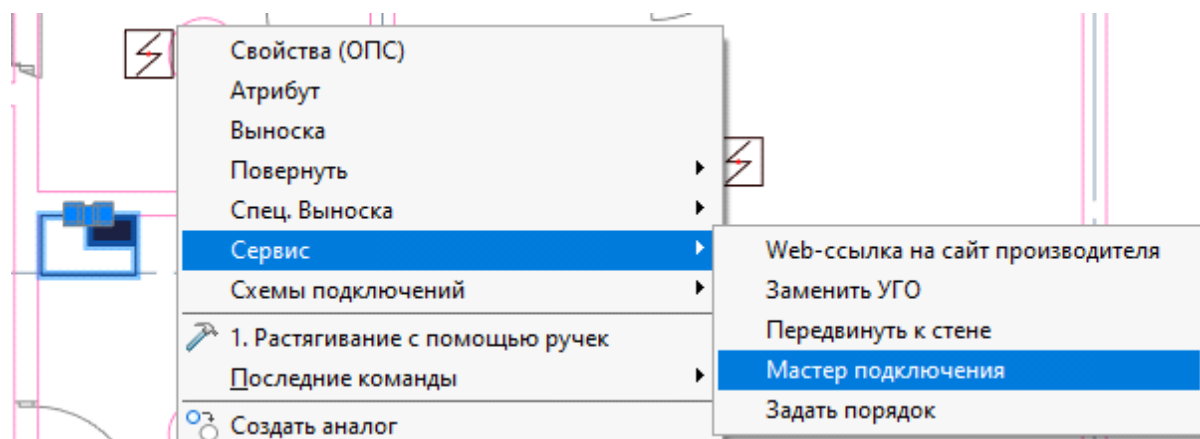 Свойства (ОПС)
Атрибут
Выноска
Повернуть
Спец. Выноска
Сервис
Схемы подключений
1. Растягивание с помощью ручек
Последние команды
Создать аналог
Web-ссылка на сайт производителя
Заменить УГО
Передвинуть к стене
Мастер подключения
Задать порядок